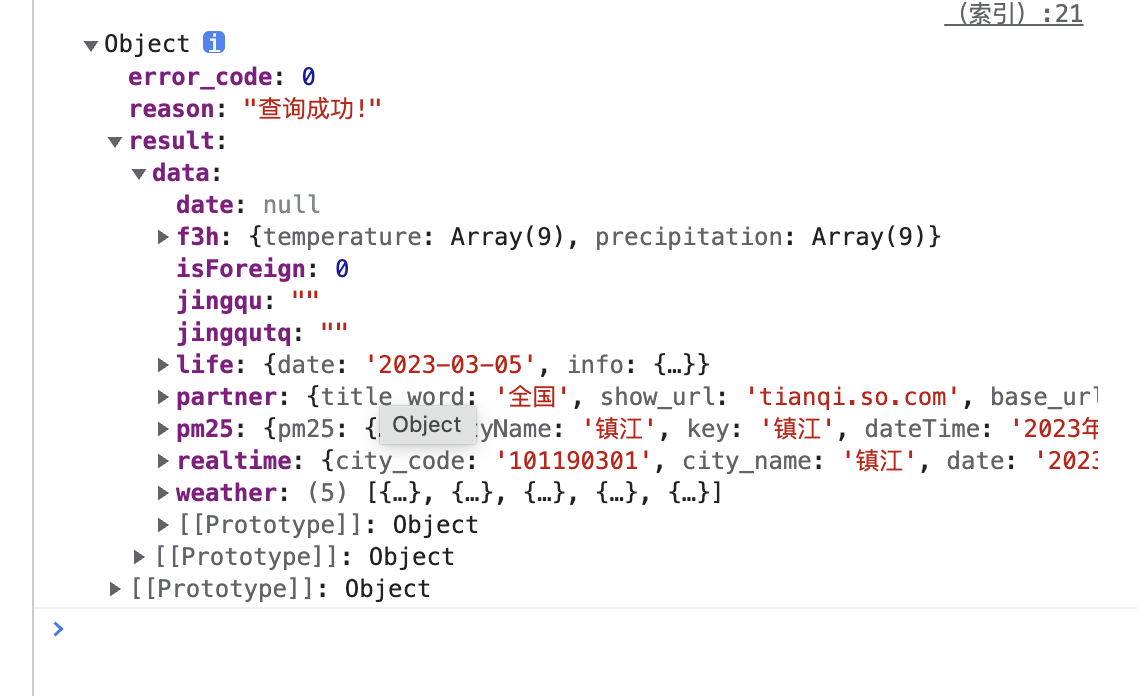 （索引）:21
Object i
error_code: 0
reason: "查询成功!"
result:
data:
date: null
f3h: {temperature: Array(9), precipitation: Array(9)}
isForeign: 0
jingqu: ""
jingqutq: ""
life: {date: '2023-03-05', info: {…}}
partner: {title_word: '全国', show_url: 'tianqi.so.com', base_url
pm25: {pm25: { Object yName: '镇江', key: '镇江', dateTime: '2023年
realtime: {city_code: '101190301', city_name: '镇江', date: '2023
weather: (5) [{…}, {…}, {…}, {…}, {…}]
[[Prototype]]: Object
[[Prototype]]: Object
[[Prototype]]: Object